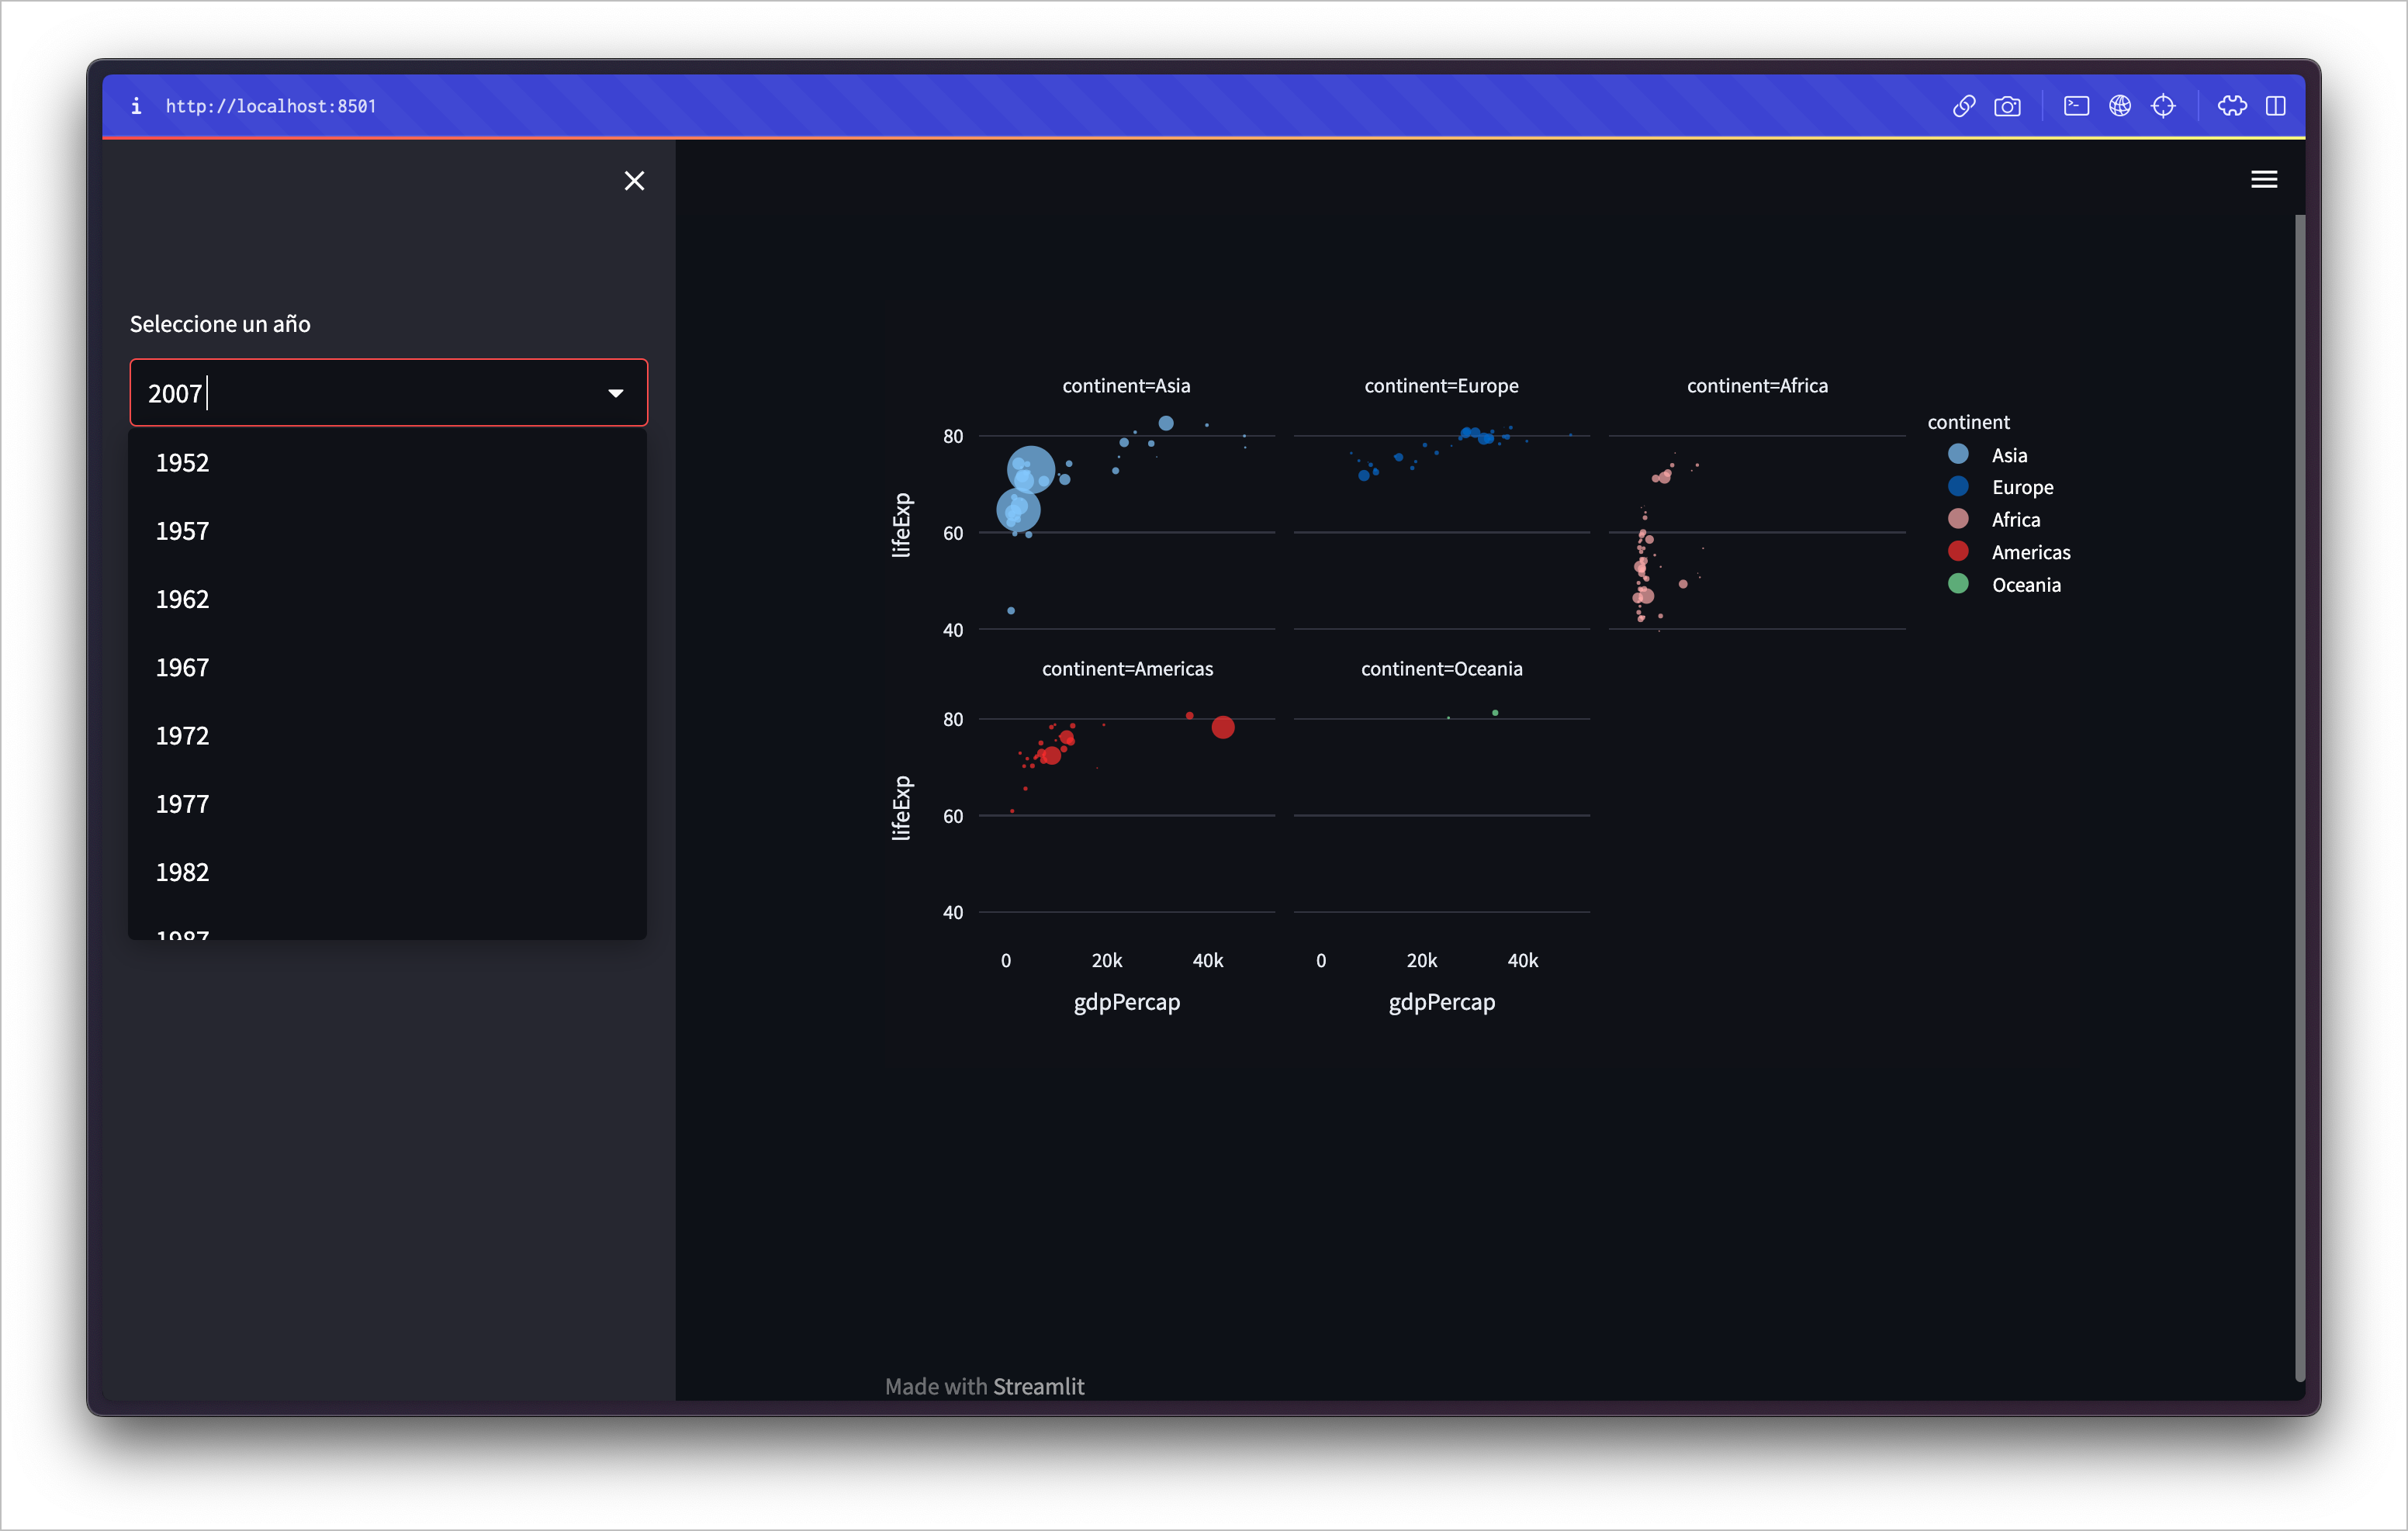 i http://localhost:8501
Seleccione un año
2007
1952
1957
1962
1967
1972
1977
1982
1987
continent=Asia
continent=Europe
continent=Africa
80
60
40
lifeExp
continent=Americas
continent=Oceania
80
60
40
lifeExp
0 20k 40k
0 20k 40k
gdpPercap
gdpPercap
continent
Asia
Europe
Africa
Americas
Oceania
Made with Streamlit